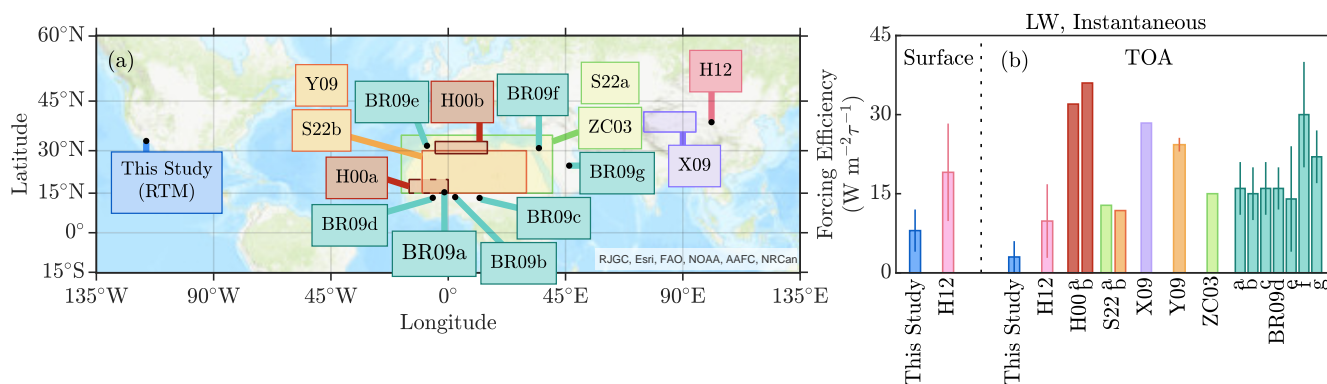 LW, Instantaneous
60°N
45°N
30°N
15°N
0°
15°S
Latitude
(a)
Y09
S22b
BR09e
H00b
BR09f
S22a
H12
ZC03
This Study
(RTM)
H00a
X09
BR09g
BR09d
BR09a
BR09c
BR09b
RJGC, Esri, FAO, NOAA, AAFC, NRCan
135°W
90°W
45°W
0°
45°E
90°E
135°E
Longitude
Forcing Efficiency
(W m⁻²τ⁻¹)
45
30
15
0
Surface
(b)
TOA
This Study
H12
This Study
H12
H00
a
b
S22
a
b
X09
Y09
ZC03
BR09
a
b
c
d
e
f
g